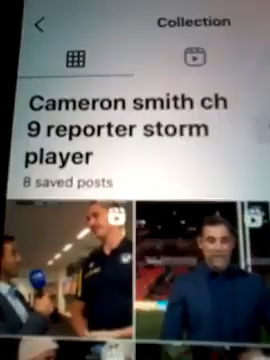 Collection
Cameron smith ch
9 reporter storm
player
8 saved posts